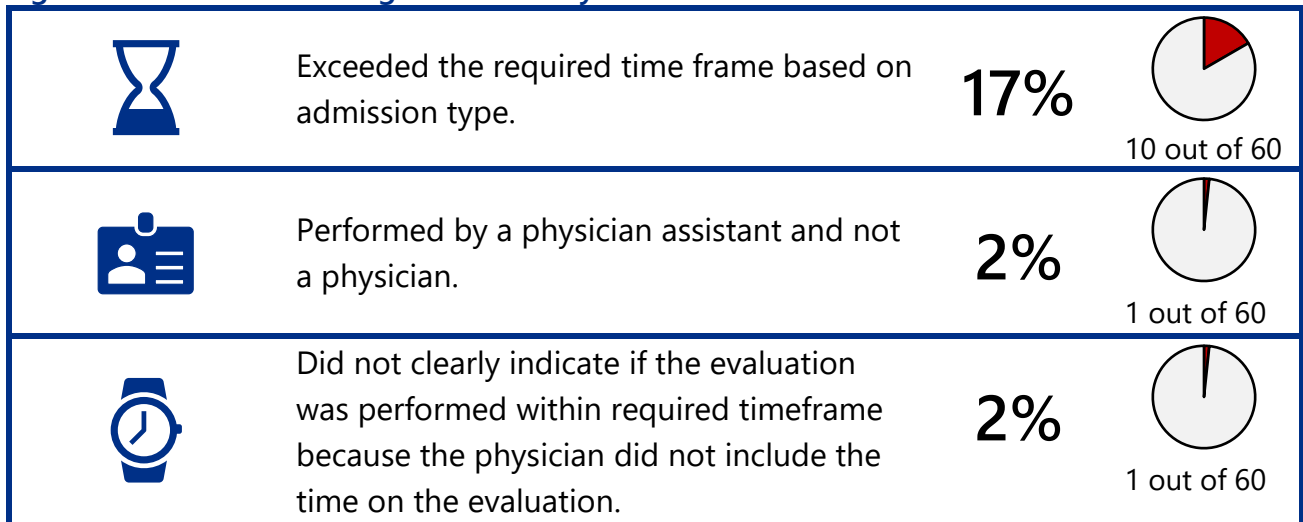 Exceeded the required time frame based on
admission type.
17%
10 out of 60
Performed by a physician assistant and not
a physician.
2%
1 out of 60
Did not clearly indicate if the evaluation
was performed within required timeframe
because the physician did not include the
time on the evaluation.
2%
1 out of 60